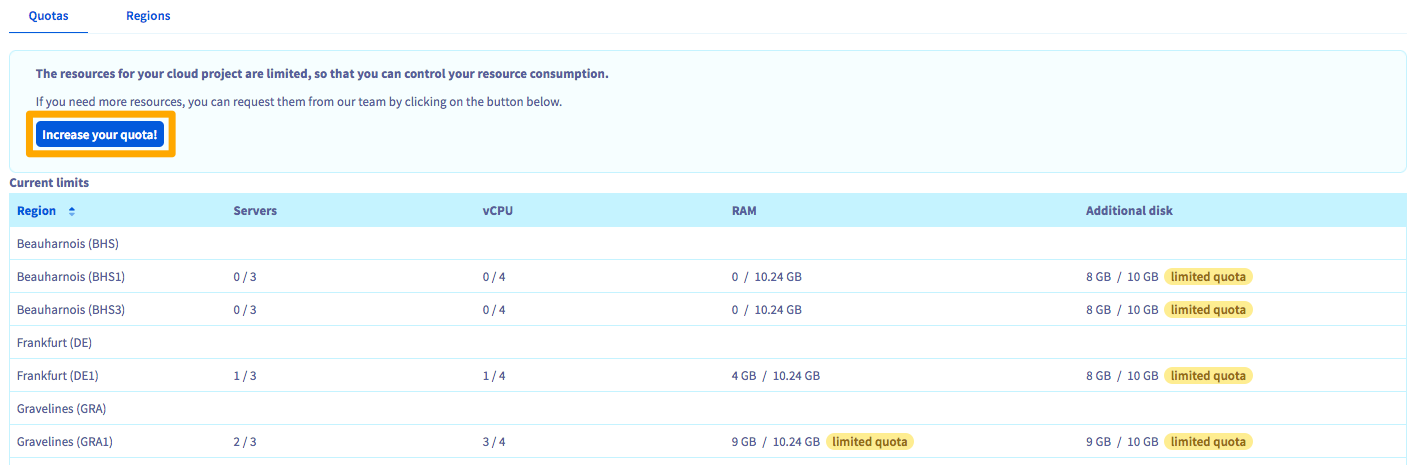 Quotas Regions
The resources for your cloud project are limited, so that you can control your resource consumption.
If you need more resources, you can request them from our team by clicking on the button below.
Increase your quota!
Current limits
Region Servers vCPU RAM Additional disk
Beauharnois (BHS)
Beauharnois (BHS1) 0 / 3 0 / 4 0 / 10.24 GB 8 GB / 10 GB limited quota
Beauharnois (BHS3) 0 / 3 0 / 4 0 / 10.24 GB 8 GB / 10 GB limited quota
Frankfurt (DE)
Frankfurt (DE1) 1 / 3 1 / 4 4 GB / 10.24 GB 8 GB / 10 GB limited quota
Gravelines (GRA)
Gravelines (GRA1) 2 / 3 3 / 4 9 GB / 10.24 GB limited quota 9 GB / 10 GB limited quota